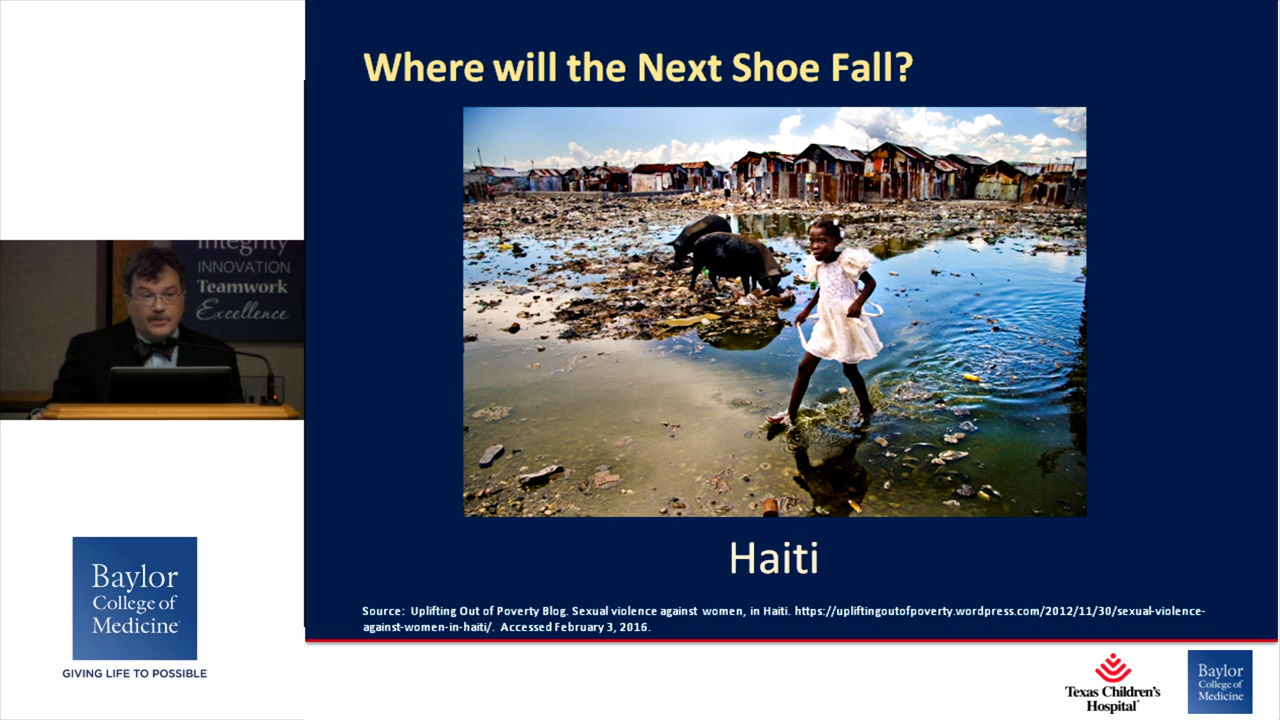 Where will the Next Shoe Fall?
Integrity
INNOVATION
Teamwork
Excellence
Haiti
Source: Uplifting Out of Poverty Blog. Sexual violence against women, in Haiti. https://upliftingoutofpoverty.wordpress.com/2012/11/30/sexual-violence-
against-women-in-haiti/. Accessed February 3, 2016.
Baylor
College of
Medicine
GIVING LIFE TO POSSIBLE
Texas Children's
Hospital
Baylor
College of
Medicine